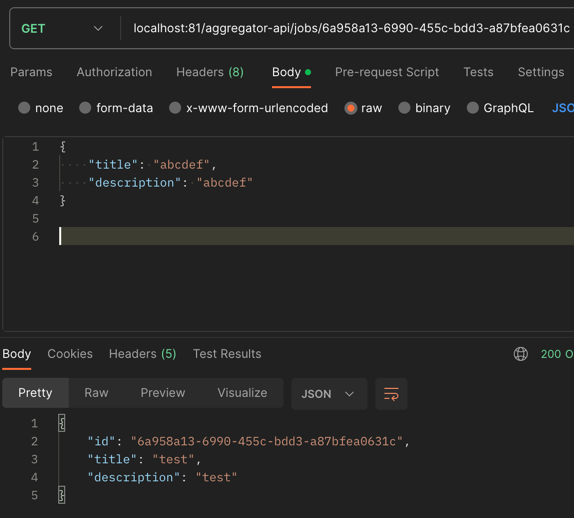 GET localhost:81/aggregator-api/jobs/6a958a13-6990-455c-bdd3-a87bfea0631c
Params Authorization Headers (8) Body Pre-request Script Tests Settings
none form-data x-www-form-urlencoded raw binary GraphQL JSO
1 {
2 "title": "abcdef",
3 "description": "abcdef"
4 }
5
6
Body Cookies Headers (5) Test Results 200 O
Pretty Raw Preview Visualize JSON
1 {
2 "id": "6a958a13-6990-455c-bdd3-a87bfea0631c",
3 "title": "test",
4 "description": "test"
5 }